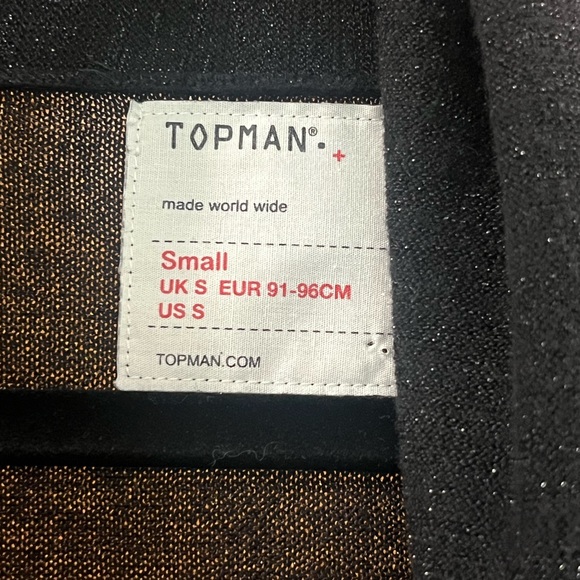 TOPMAN®.
+
made world wide
Small
UK S EUR 91-96CM
US S
TOPMAN.COM